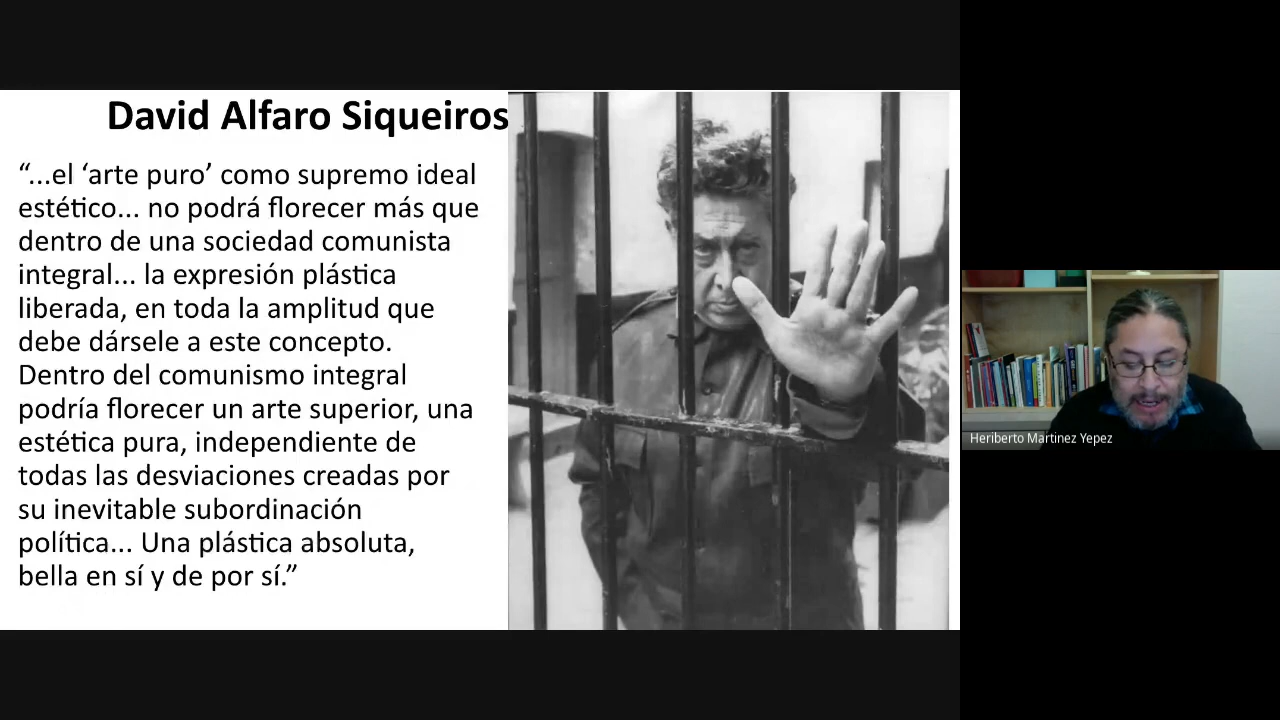 David Alfaro Siqueiros
“...el ‘arte puro’ como supremo ideal
estético... no podrá florecer más que
dentro de una sociedad comunista
integral... la expresión plástica
liberada, en toda la amplitud que
debe dársele a este concepto.
Dentro del comunismo integral
podría florecer un arte superior, una
estética pura, independiente de
todas las desviaciones creadas por
su inevitable subordinación
política... Una plástica absoluta,
bella en sí y de por sí.”
Heriberto Martinez Yepez